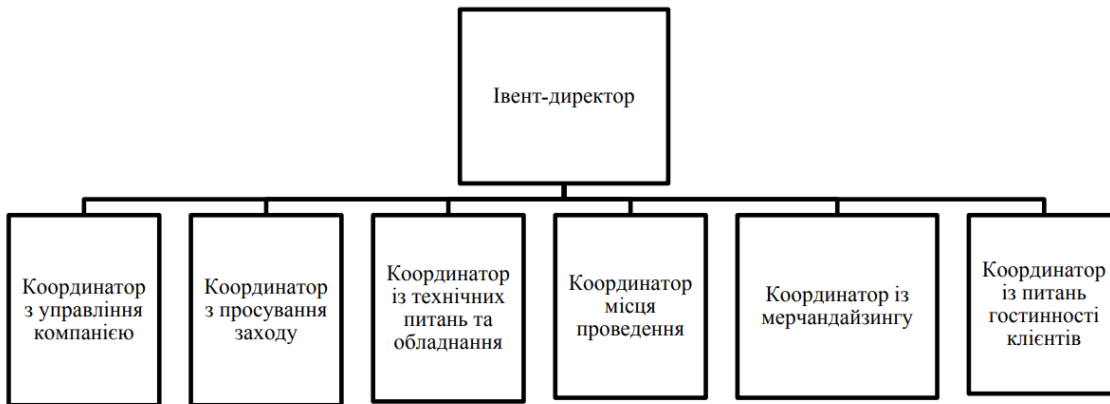 Івент-директор
Координатор
з управління
компанією
Координатор
з просування
заходу
Координатор
із технічних
питань та
обладнання
Координатор
місця
проведення
Координатор із
мерчандайзингу
Координатор
із питань
гостинності
клієнтів